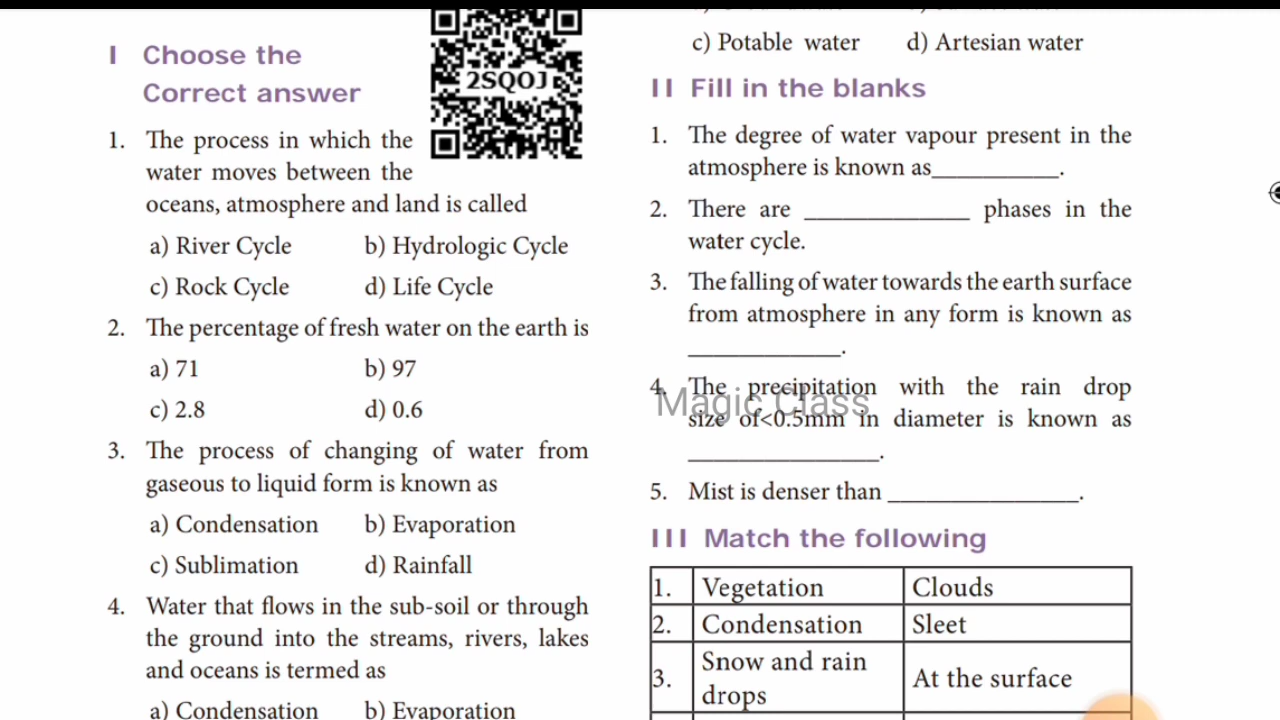 I Choose the
Correct answer
2SQOJ
1. The process in which the
water moves between the
oceans, atmosphere and land is called
a) River Cycle b) Hydrologic Cycle
c) Rock Cycle d) Life Cycle
2. The percentage of fresh water on the earth is
a) 71 b) 97
c) 2.8 d) 0.6
3. The process of changing of water from
gaseous to liquid form is known as
a) Condensation b) Evaporation
c) Sublimation d) Rainfall
4. Water that flows in the sub-soil or through
the ground into the streams, rivers, lakes
and oceans is termed as
a) Condensation b) Evaporation
c) Potable water d) Artesian water
II Fill in the blanks
1. The degree of water vapour present in the
atmosphere is known as__________.
2. There are _____________ phases in the
water cycle.
3. The falling of water towards the earth surface
from atmosphere in any form is known as
____________.
4. The precipitation with the rain drop
size of<0.5mm in diameter is known as
_______________.
Magic Class
5. Mist is denser than _______________.
III Match the following
1. Vegetation Clouds
2. Condensation Sleet
3. Snow and rain drops At the surface